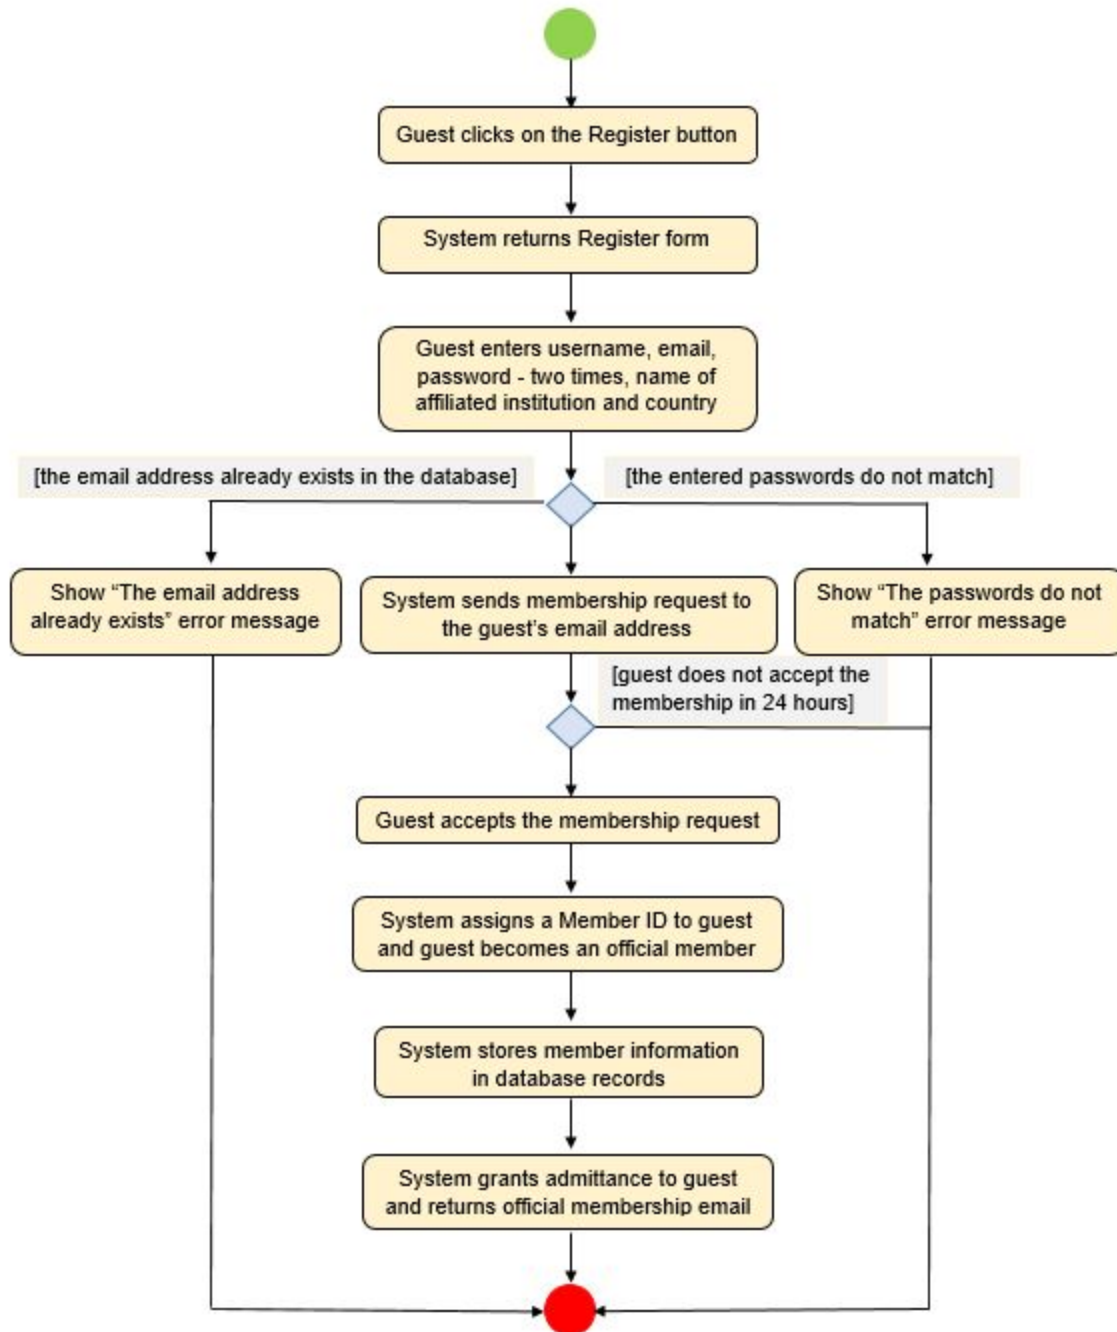 Guest clicks on the Register button
System returns Register form
Guest enters username, email,
password - two times, name of
affiliated institution and country
[the email address already exists in the database]
[the entered passwords do not match]
Show “The email address
already exists” error message
System sends membership request to
the guest’s email address
Show “The passwords do not
match” error message
[guest does not accept the
membership in 24 hours]
Guest accepts the membership request
System assigns a Member ID to guest
and guest becomes an official member
System stores member information
in database records
System grants admittance to guest
and returns official membership email